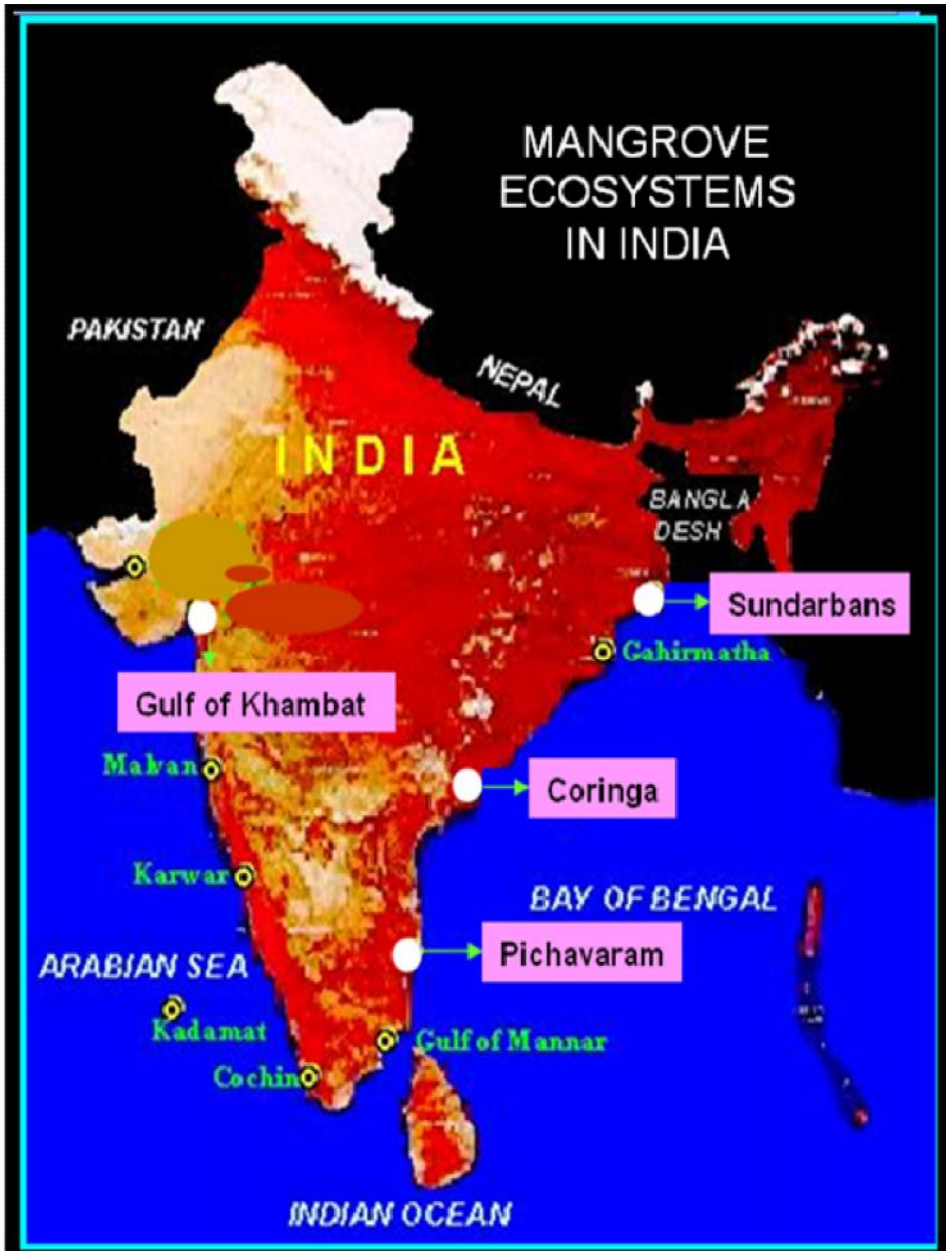 MANGROVE
ECOSYSTEMS
IN INDIA
PAKISTAN
NEPAL
INDIA
BANGLA
DESH
Sundarbans
Gahirmatha
Gulf of Khambat
Malvan
Coringa
Karwar
BAY OF BENGAL
Pichavaram
ARABIAN SEA
Kadamat
Gulf of Mannar
Cochin
INDIAN OCEAN